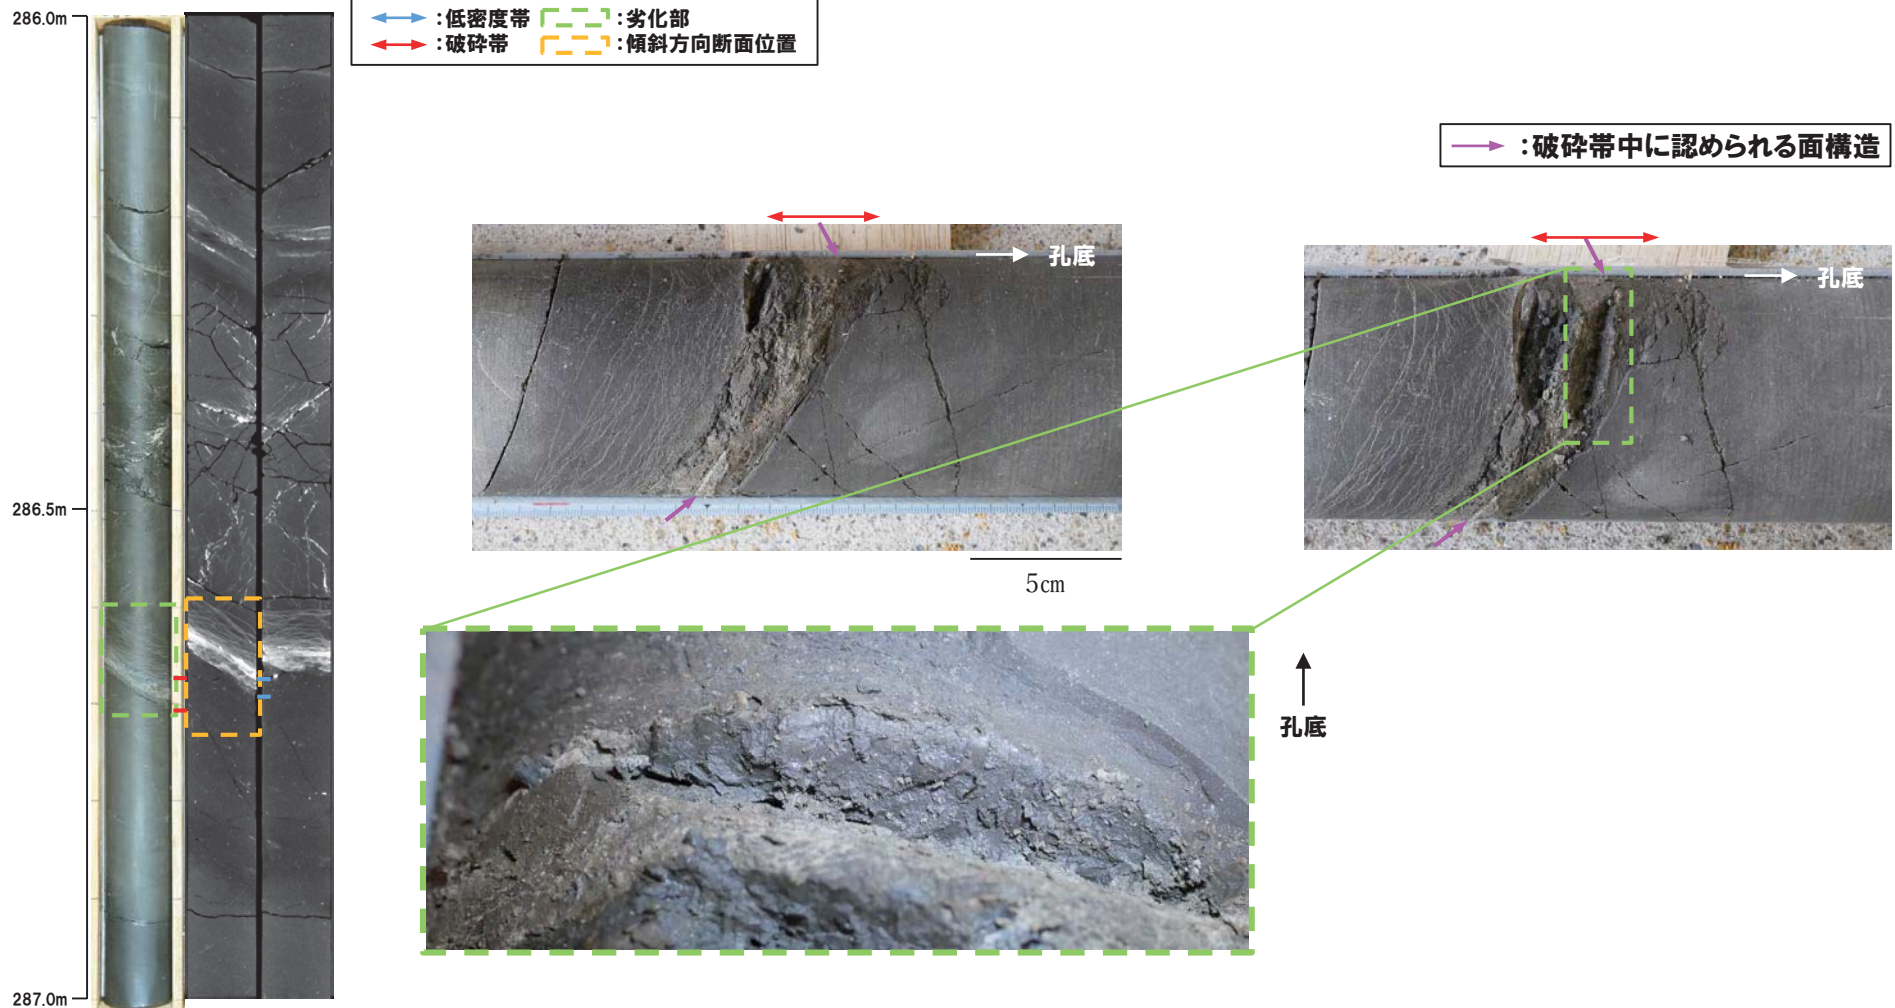 286.0m
:低密度帯 :劣化部
:破砕帯 :傾斜方向断面位置
:破砕帯中に認められる面構造
孔底
孔底
286.5m
5cm
孔底
287.0m